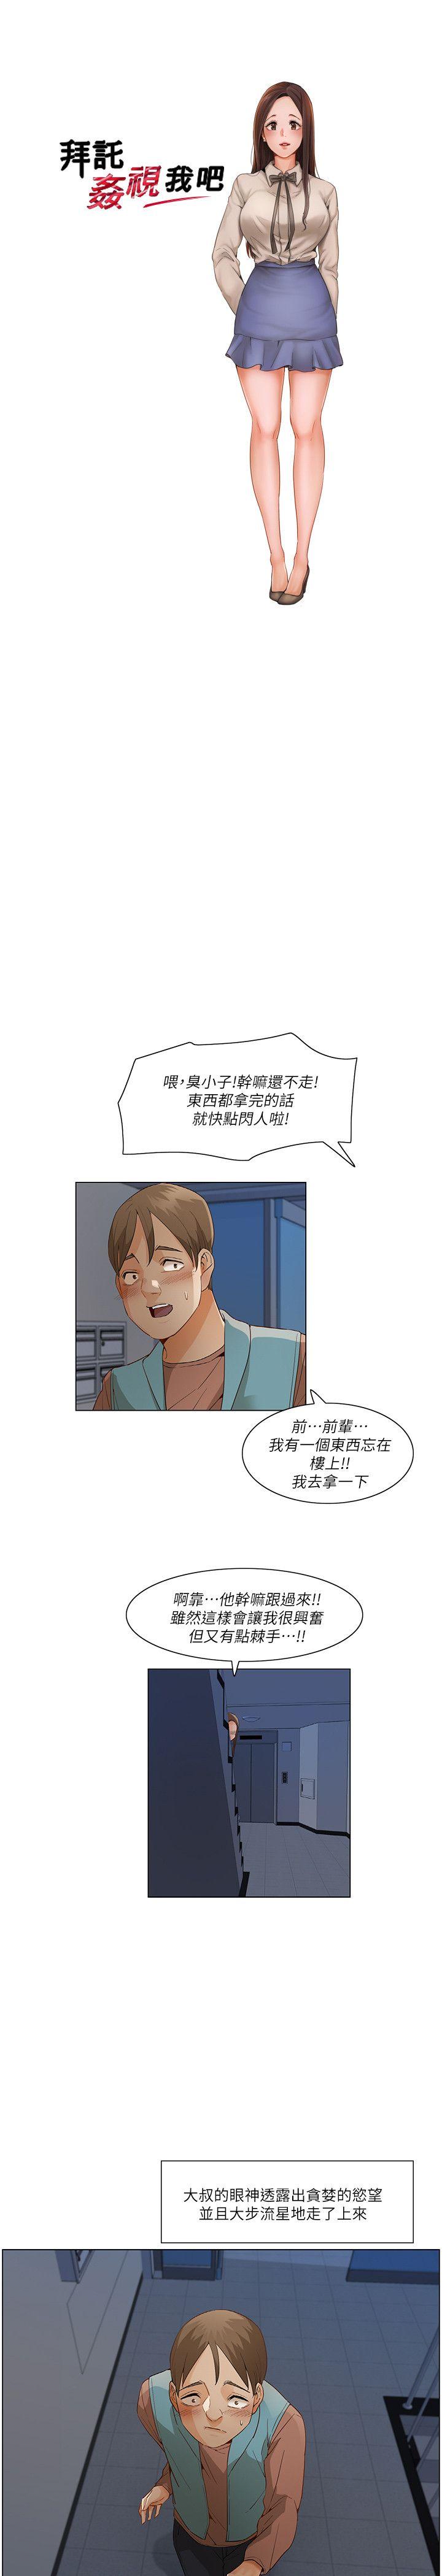 拜託
姦視我吧
喂，臭小子！幹嘛還不走！
東西都拿完的話
就快點閃人啦！
前…前輩…
我有一個東西忘在
樓上！！
我去拿一下
啊靠…他幹嘛跟過來！！
雖然這樣會讓我很興奮
但又有點棘手…！！
大叔的眼神透露出貪婪的慾望
並且大步流星地走了上來